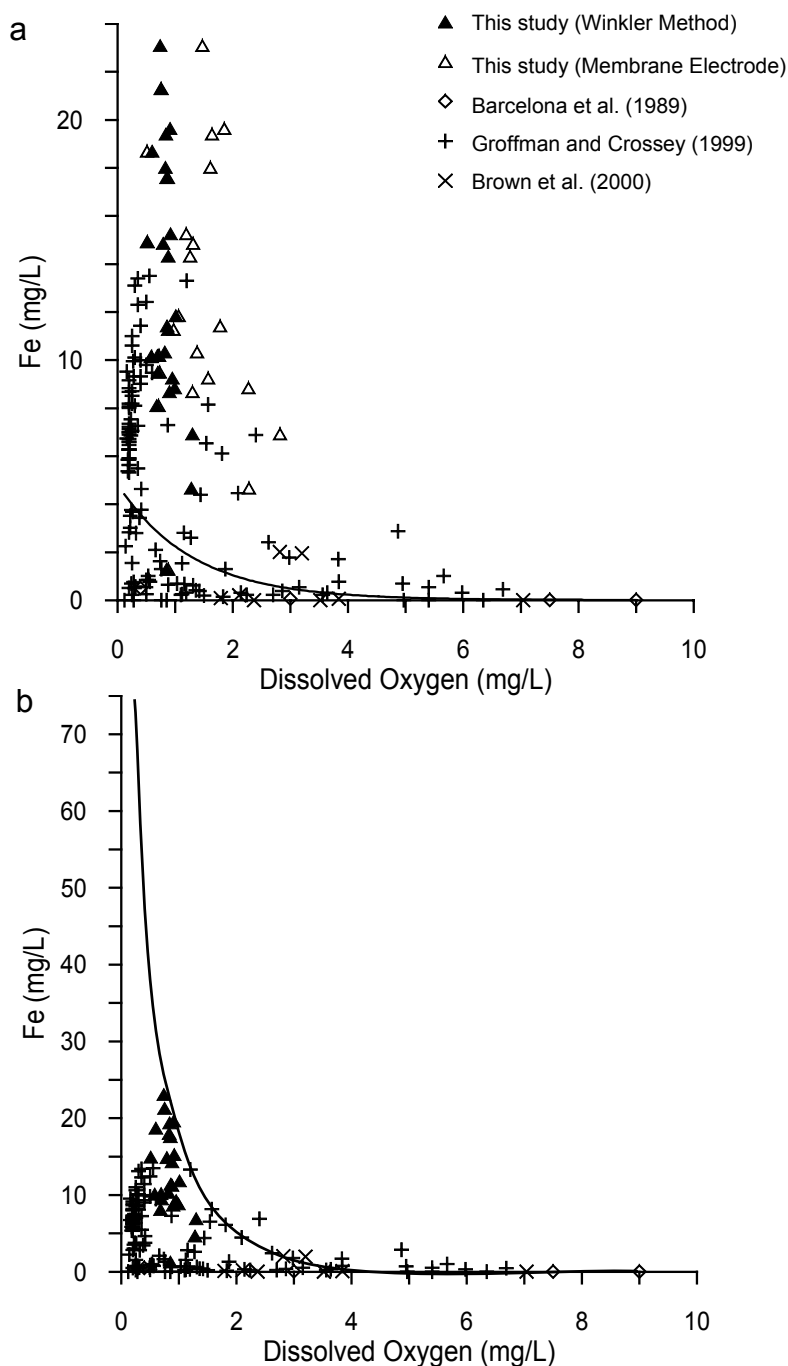 a
This study (Winkler Method)
This study (Membrane Electrode)
Barcelona et al. (1989)
Groffman and Crossey (1999)
Brown et al. (2000)
20
10
0
Fe (mg/L)
0 2 4 6 8 10
Dissolved Oxygen (mg/L)
b
70
60
50
40
30
20
10
0
Fe (mg/L)
0 2 4 6 8 10
Dissolved Oxygen (mg/L)